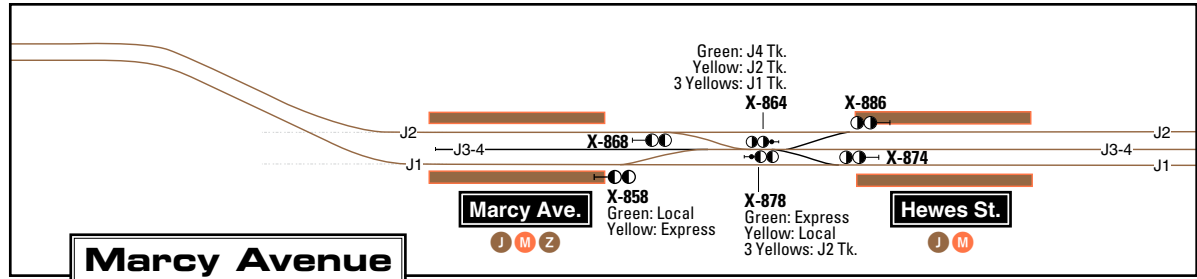 Green: J4 Tk.
Yellow: J2 Tk.
3 Yellows: J1 Tk.
X-864
X-886
J2
X-868
J2
J3-4
J3-4
J1
X-874
J1
X-858
Green: Local
Yellow: Express
X-878
Green: Express
Yellow: Local
3 Yellows: J2 Tk.
Marcy Ave.
J M Z
Hewes St.
J M
Marcy Avenue